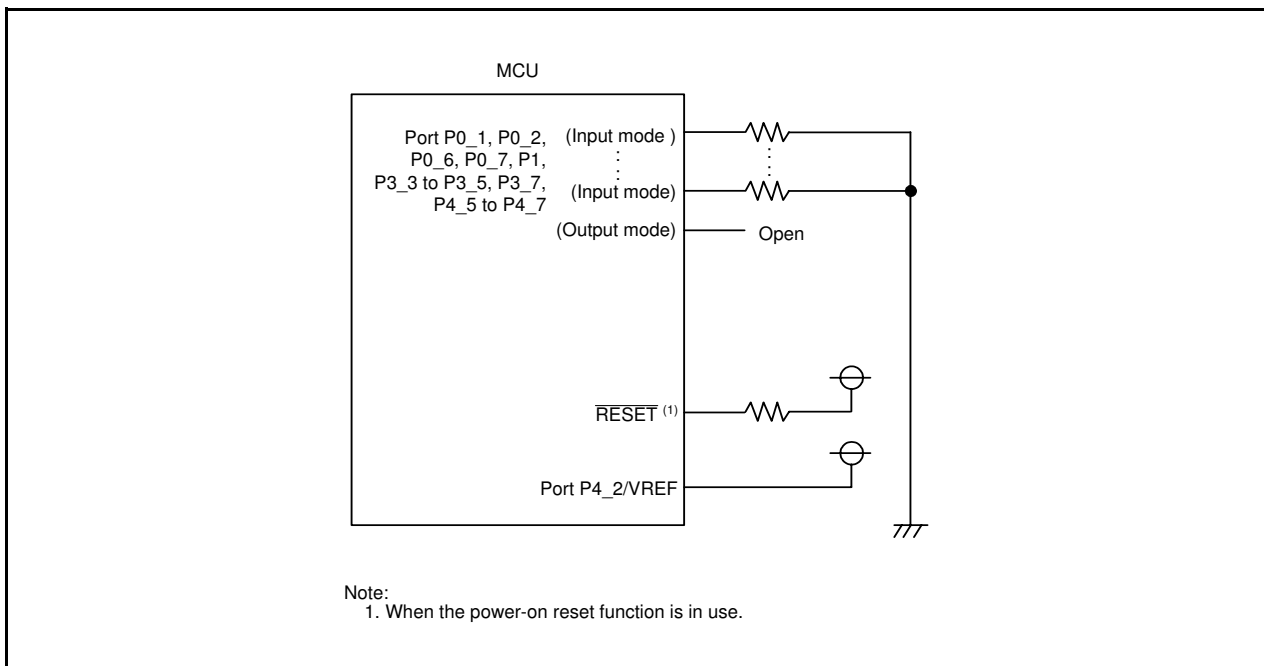 MCU
Port P0_1, P0_2,
P0_6, P0_7, P1,
P3_3 to P3_5, P3_7,
P4_5 to P4_7
(Input mode )
(Input mode)
(Output mode)
Open
RESET (1)
Port P4_2/VREF
Note:
1. When the power-on reset function is in use.